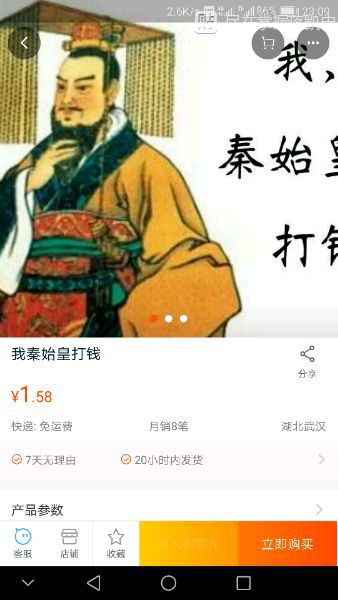 2.6K/s 86% 23:09
我，
秦始皇
打钱
我秦始皇打钱
分享
¥1.58
快递: 免运费 月销8笔 湖北武汉
7天无理由 20小时内发货
产品参数
客服 店铺 收藏 加入购物车 立即购买